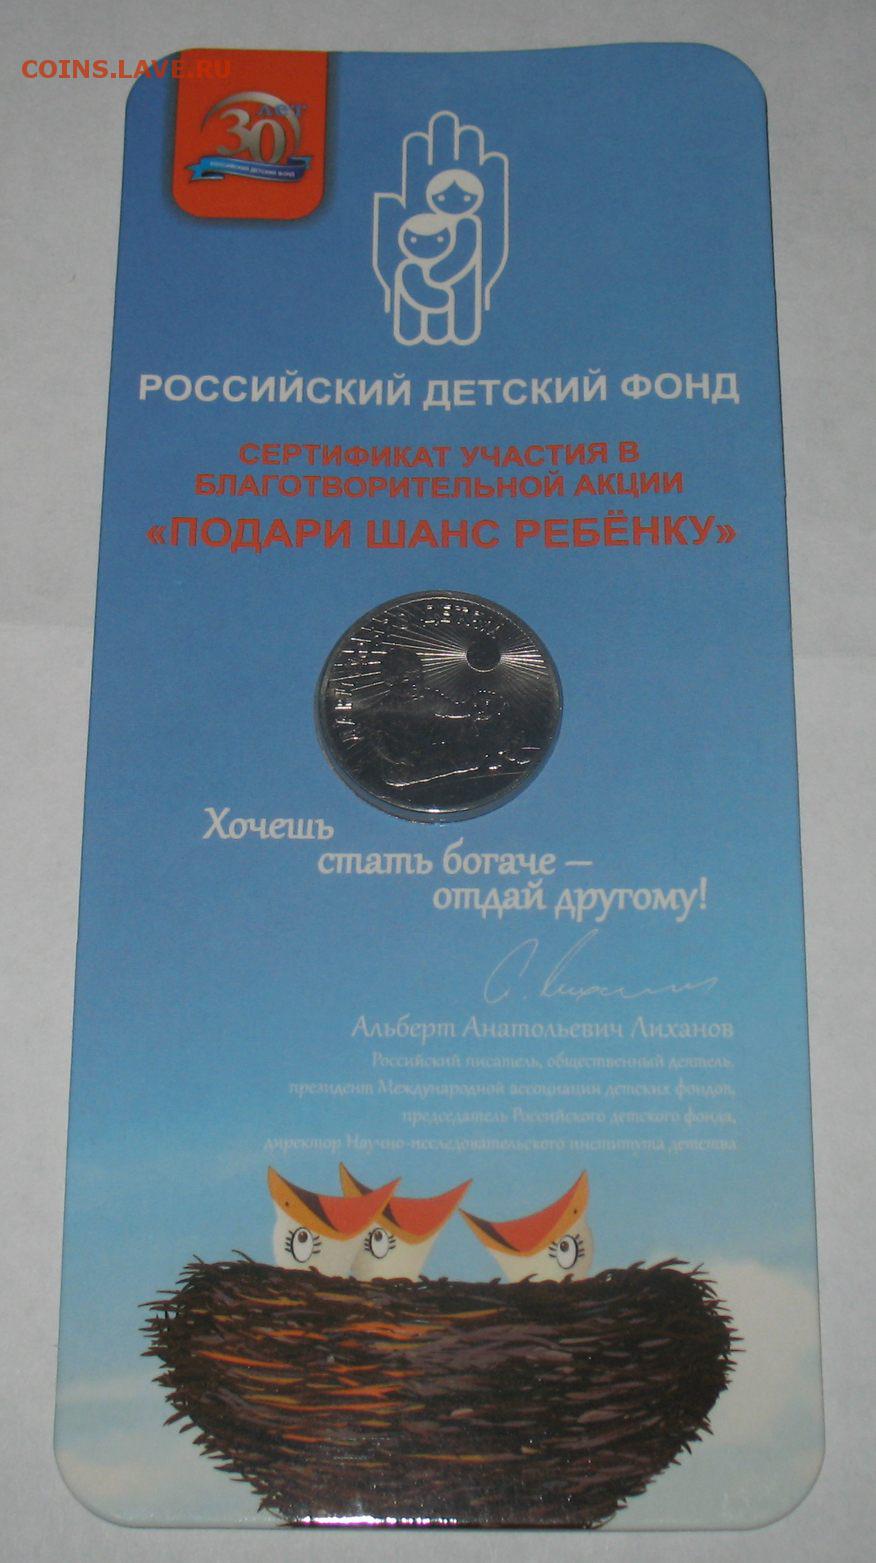 COINS.LAVE.RU
30 лет
РОССИЙСКИЙ ДЕТСКИЙ ФОНД
РОССИЙСКИЙ ДЕТСКИЙ ФОНД
СЕРТИФИКАТ УЧАСТИЯ В
БЛАГОТВОРИТЕЛЬНОЙ АКЦИИ
«ПОДАРИ ШАНС РЕБЁНКУ»
ДЕТЯМ
Хочешь
стать богаче –
отдай другому!
Альберт Анатольевич Лиханов
Российский писатель, общественный деятель,
президент Международной ассоциации детских фондов,
председатель Российского детского фонда,
директор Научно-исследовательского института детства